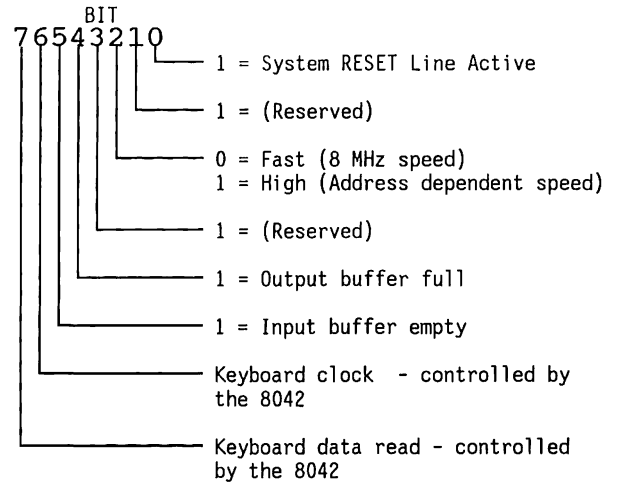 BIT
76543210
1 = System RESET Line Active
1 = (Reserved)
0 = Fast (8 MHz speed)
1 = High (Address dependent speed)
1 = (Reserved)
1 = Output buffer full
1 = Input buffer empty
Keyboard clock - controlled by
the 8042
Keyboard data read - controlled
by the 8042